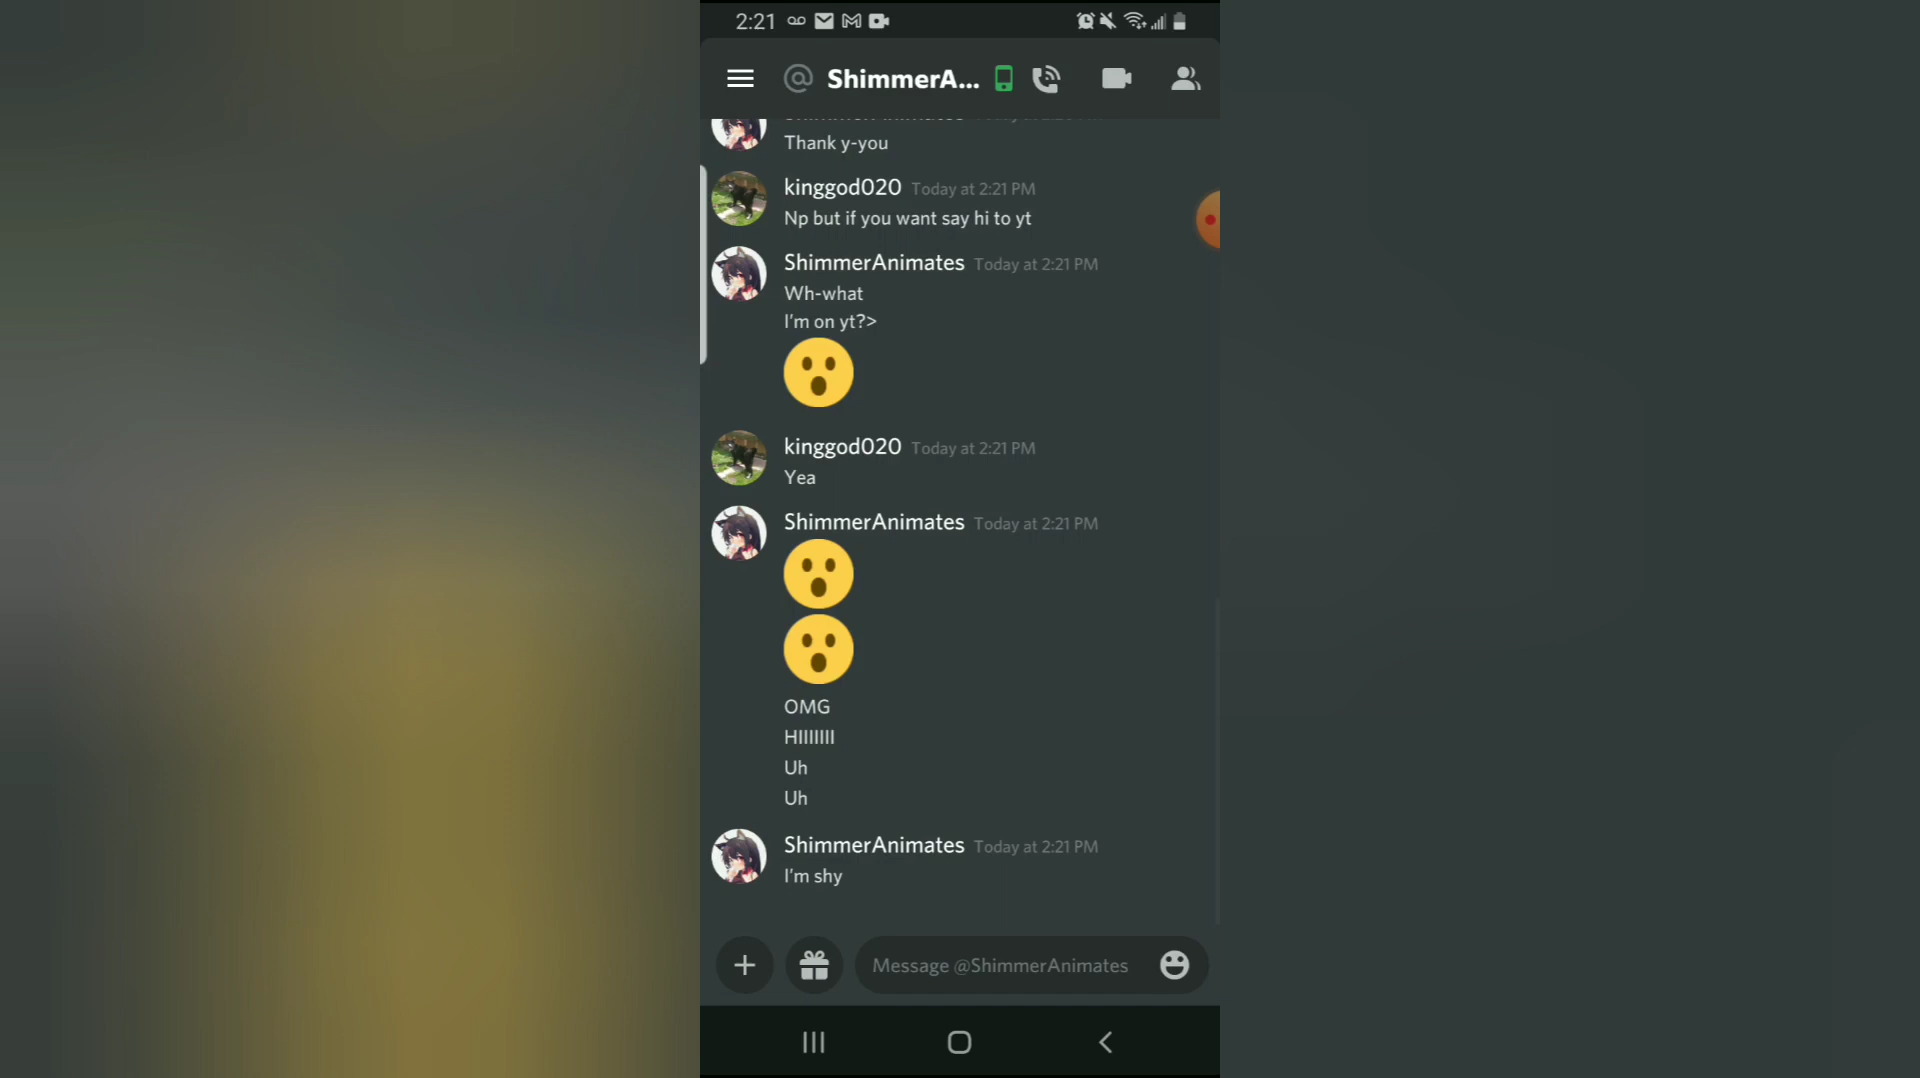 2:21
@ ShimmerA...
Thank y-you
kinggod020 Today at 2:21 PM
Np but if you want say hi to yt
ShimmerAnimates Today at 2:21 PM
Wh-what
I'm on yt?>
kinggod020 Today at 2:21 PM
Yea
ShimmerAnimates Today at 2:21 PM
OMG
HIIIIIII
Uh
Uh
ShimmerAnimates Today at 2:21 PM
I'm shy
Message @ShimmerAnimates